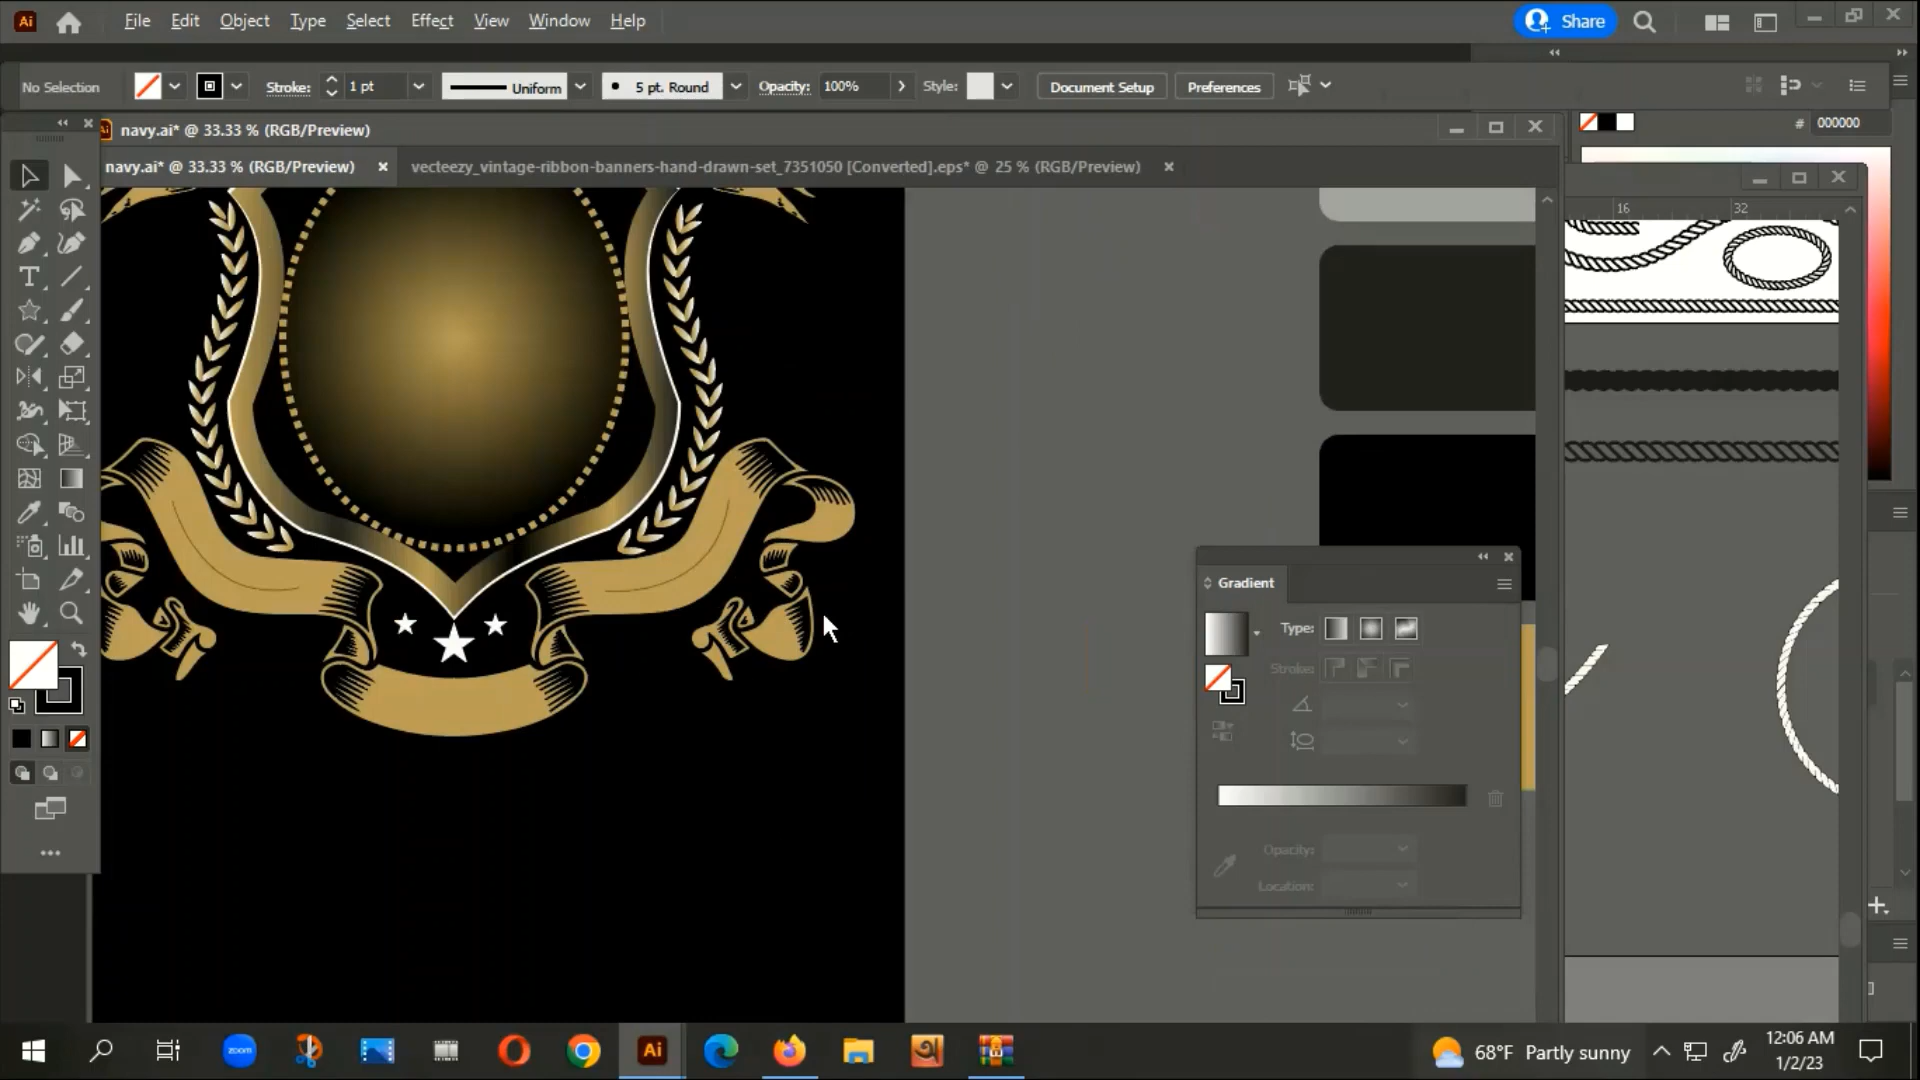 Ai File Edit Object Type Select Effect View Window Help Share
No Selection Stroke: 1 pt Uniform 5 pt. Round Opacity: 100% Style: Document Setup Preferences
navy.ai* @ 33.33 % (RGB/Preview)
# 000000
navy.ai* @ 33.33 % (RGB/Preview) vecteezy_vintage-ribbon-banners-hand-drawn-set_7351050 [Converted].eps* @ 25 % (RGB/Preview)
16 32
Gradient
Type:
Stroke:
Opacity:
Location:
zoom Ai 68°F Partly sunny 12:06 AM
1/2/23